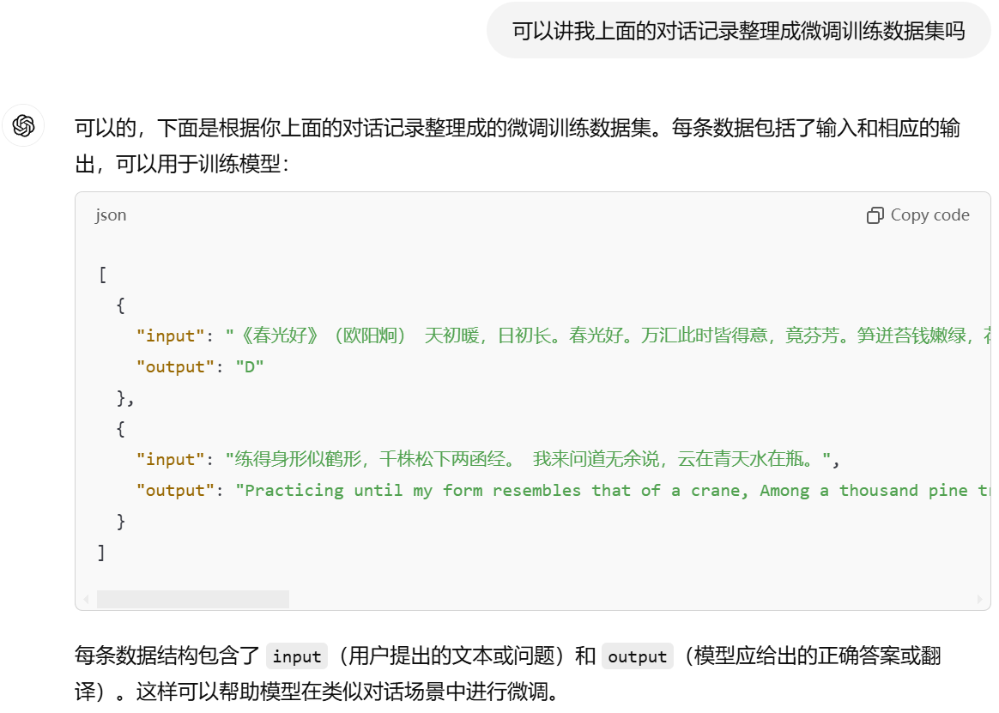 可以讲我上面的对话记录整理成微调训练数据集吗
可以的，下面是根据你上面的对话记录整理成的微调训练数据集。每条数据包括了输入和相应的输
出，可以用于训练模型：
json
Copy code
[
{
"input": "《春光好》（欧阳炯） 天初暖，日初长。春光好。万汇此时皆得意，竟芬芳。笋迸苔钱嫩绿，
"output": "D"
},
{
"input": "练得身形似鹤形，千株松下两函经。 我来问道无余说，云在青天水在瓶。",
"output": "Practicing until my form resembles that of a crane, Among a thousand pine
}
]
每条数据结构包含了 input （用户提出的文本或问题）和 output （模型应给出的正确答案或翻
译）。这样可以帮助模型在类似对话场景中进行微调。